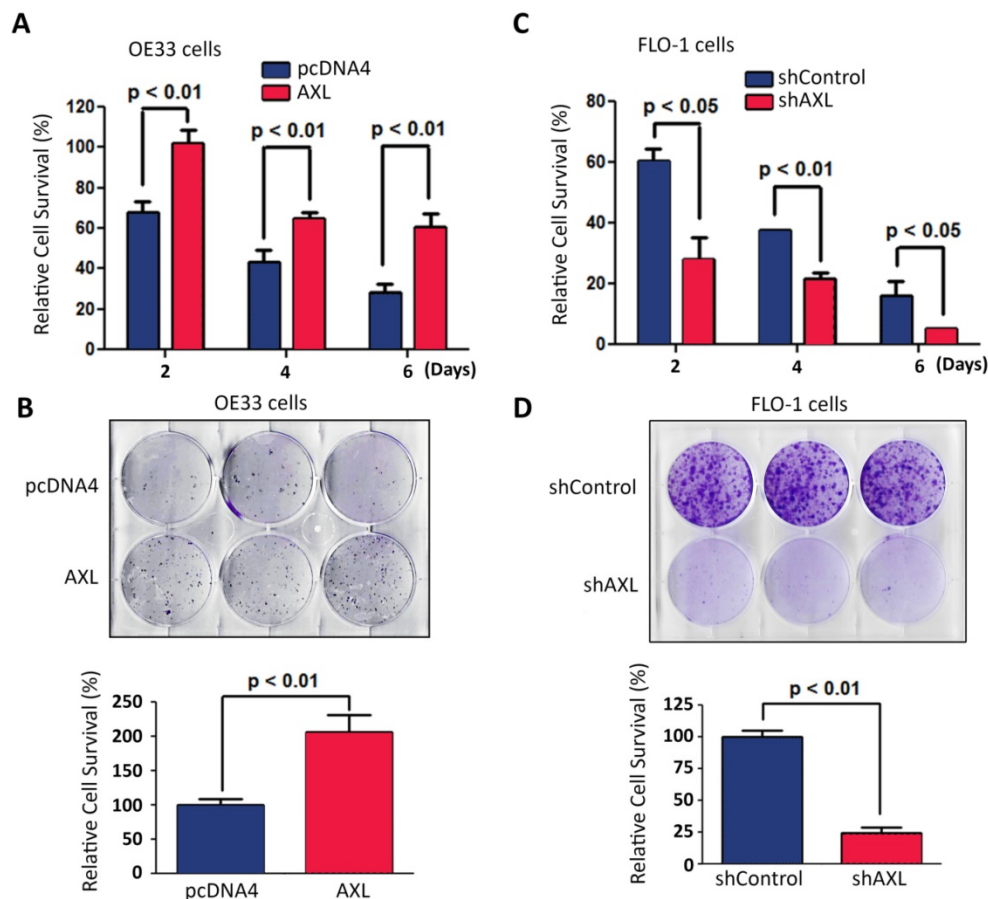 A
OE33 cells
pcDNA4
AXL
Relative Cell Survival (%)
120
100
80
60
40
20
0
p < 0.01
p < 0.01
p < 0.01
2 4 6 (Days)
C
FLO-1 cells
shControl
shAXL
Relative Cell Survival (%)
80
60
40
20
0
p < 0.05
p < 0.01
p < 0.05
2 4 6 (Days)
B
OE33 cells
pcDNA4
AXL
Relative Cell Survival (%)
250
200
150
100
50
0
p < 0.01
pcDNA4 AXL
D
FLO-1 cells
shControl
shAXL
Relative Cell Survival (%)
125
100
75
50
25
0
p < 0.01
shControl shAXL